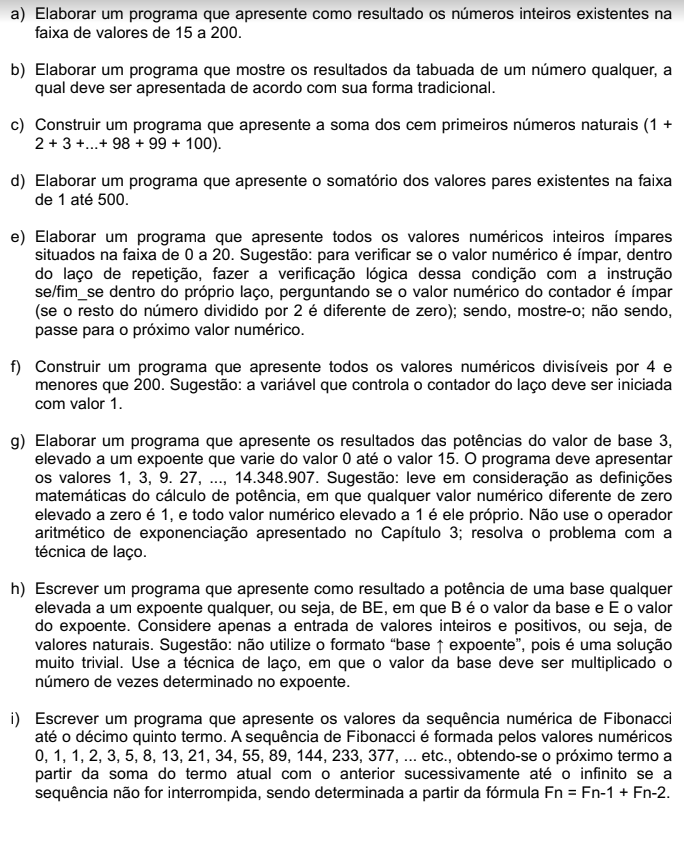 a) Elaborar um programa que apresente como resultado os números inteiros existentes na
faixa de valores de 15 a 200.
b) Elaborar um programa que mostre os resultados da tabuada de um número qualquer, a
qual deve ser apresentada de acordo com sua forma tradicional.
c) Construir um programa que apresente a soma dos cem primeiros números naturais (1 +
2 + 3 +...+ 98 + 99 + 100).
d) Elaborar um programa que apresente o somatório dos valores pares existentes na faixa
de 1 até 500.
e) Elaborar um programa que apresente todos os valores numéricos inteiros ímpares
situados na faixa de 0 a 20. Sugestão: para verificar se o valor numérico é ímpar, dentro
do laço de repetição, fazer a verificação lógica dessa condição com a instrução
se/fim_se dentro do próprio laço, perguntando se o valor numérico do contador é ímpar
(se o resto do número dividido por 2 é diferente de zero); sendo, mostre-o; não sendo,
passe para o próximo valor numérico.
f) Construir um programa que apresente todos os valores numéricos divisíveis por 4 e
menores que 200. Sugestão: a variável que controla o contador do laço deve ser iniciada
com valor 1.
g) Elaborar um programa que apresente os resultados das potências do valor de base 3,
elevado a um expoente que varie do valor 0 até o valor 15. O programa deve apresentar
os valores 1, 3, 9. 27, ..., 14.348.907. Sugestão: leve em consideração as definições
matemáticas do cálculo de potência, em que qualquer valor numérico diferente de zero
elevado a zero é 1, e todo valor numérico elevado a 1 é ele próprio. Não use o operador
aritmético de exponenciação apresentado no Capítulo 3; resolva o problema com a
técnica de laço.
h) Escrever um programa que apresente como resultado a potência de uma base qualquer
elevada a um expoente qualquer, ou seja, de BE, em que B é o valor da base e E o valor
do expoente. Considere apenas a entrada de valores inteiros e positivos, ou seja, de
valores naturais. Sugestão: não utilize o formato “base ↑ expoente”, pois é uma solução
muito trivial. Use a técnica de laço, em que o valor da base deve ser multiplicado o
número de vezes determinado no expoente.
i) Escrever um programa que apresente os valores da sequência numérica de Fibonacci
até o décimo quinto termo. A sequência de Fibonacci é formada pelos valores numéricos
0, 1, 1, 2, 3, 5, 8, 13, 21, 34, 55, 89, 144, 233, 377, ... etc., obtendo-se o próximo termo a
partir da soma do termo atual com o anterior sucessivamente até o infinito se a
sequência não for interrompida, sendo determinada a partir da fórmula Fn = Fn-1 + Fn-2.